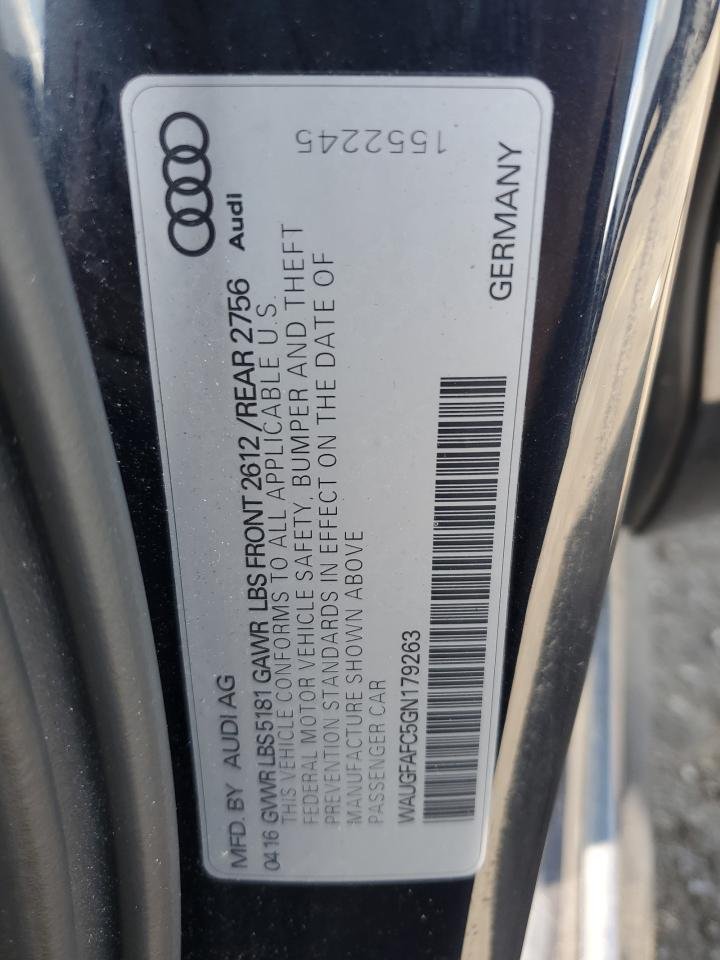 MFD. BY AUDI AG
Audi
0416 GVWR LBS 5181 GAWR LBS FRONT 2612 /REAR 2756
THIS VEHICLE CONFORMS TO ALL APPLICABLE U.S.
FEDERAL MOTOR VEHICLE SAFETY, BUMPER AND THEFT
PREVENTION STANDARDS IN EFFECT ON THE DATE OF
MANUFACTURE SHOWN ABOVE
PASSENGER CAR
1552245
WAUGFAFC5GN179263
GERMANY